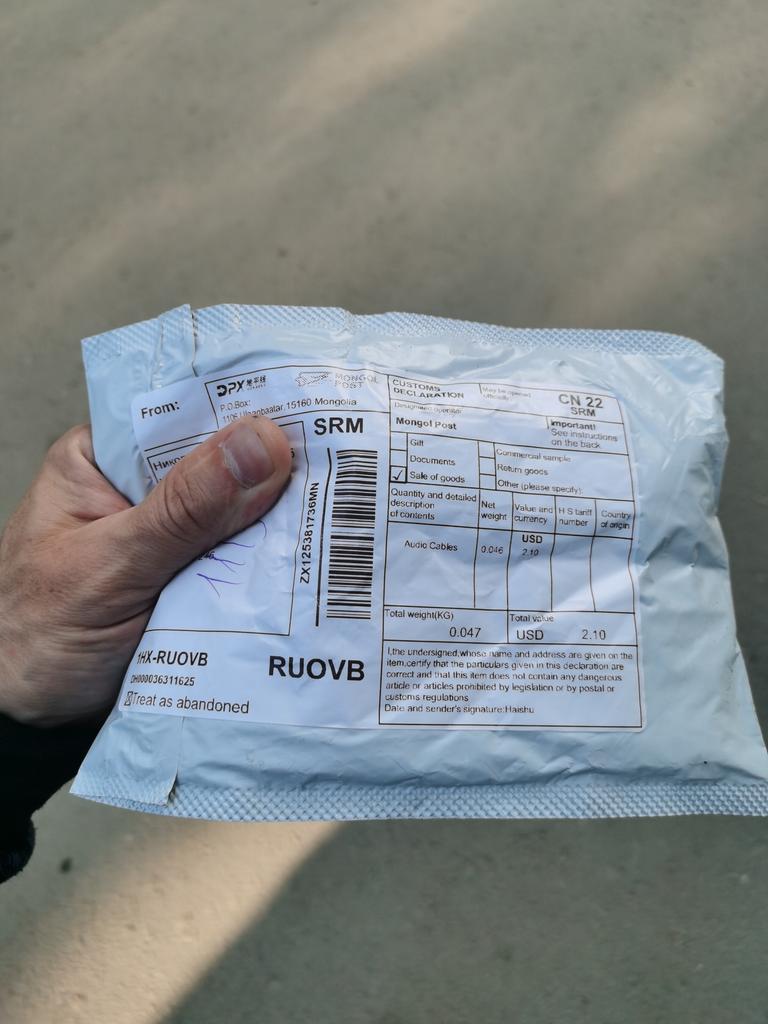 From:
DPX
MONGOL
POST
P.O.Box:
1106 Ulaanbaatar, 15160 Mongolia
SRM
ZX125381736MN
1HX-RUOVB
DH000036311625
RUOVB
Treat as abandoned
CUSTOMS
DECLARATION
May be opened
officially
CN 22
SRM
Designated operator
Mongol Post
Important!
See instructions
on the back
Gift
Commercial sample
Documents
Return goods
✓ Sale of goods
Other (please specify):
Quantity and detailed
description
of contents
Net
weight
Value and
currency
H S tariff
number
Country
of origin
USD
Audio Cables 0.046 2.10
Total weight(KG)
Total value
0.047 USD 2.10
I,the undersigned,whose name and address are given on the
item,certify that the particulars given in this declaration are
correct and that this item does not contain any dangerous
article or articles prohibited by legislation or by postal or
customs regulations
Date and sender's signature:Haishu